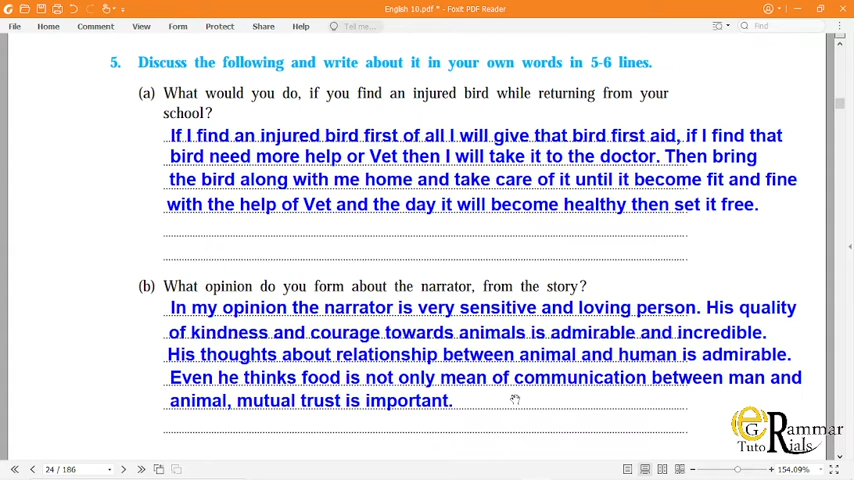 English 10.pdf * - Foxit PDF Reader
File Home Comment View Form Protect Share Help Tell me... Find
5. Discuss the following and write about it in your own words in 5-6 lines.
(a) What would you do, if you find an injured bird while returning from your
school?
If I find an injured bird first of all I will give that bird first aid, if I find that
bird need more help or Vet then I will take it to the doctor. Then bring
the bird along with me home and take care of it until it become fit and fine
with the help of Vet and the day it will become healthy then set it free.
(b) What opinion do you form about the narrator, from the story?
In my opinion the narrator is very sensitive and loving person. His quality
of kindness and courage towards animals is admirable and incredible.
His thoughts about relationship between animal and human is admirable.
Even he thinks food is not only mean of communication between man and
animal, mutual trust is important.
eG Rammar
Tuto Rials
24 / 186 154.09%